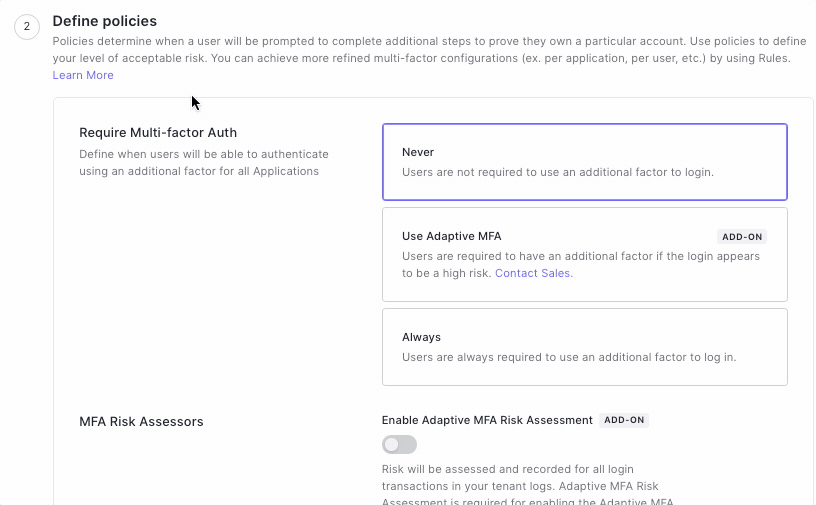 2
Define policies
Policies determine when a user will be prompted to complete additional steps to prove they own a particular account. Use policies to define
your level of acceptable risk. You can achieve more refined multi-factor configurations (ex. per application, per user, etc.) by using Rules.
Learn More
Require Multi-factor Auth
Define when users will be able to authenticate
using an additional factor for all Applications
Never
Users are not required to use an additional factor to login.
Use Adaptive MFA ADD-ON
Users are required to have an additional factor if the login appears
to be a high risk. Contact Sales.
Always
Users are always required to use an additional factor to log in.
MFA Risk Assessors
Enable Adaptive MFA Risk Assessment ADD-ON
Risk will be assessed and recorded for all login
transactions in your tenant logs. Adaptive MFA Risk
Assessment is required for enabling the Adaptive MFA